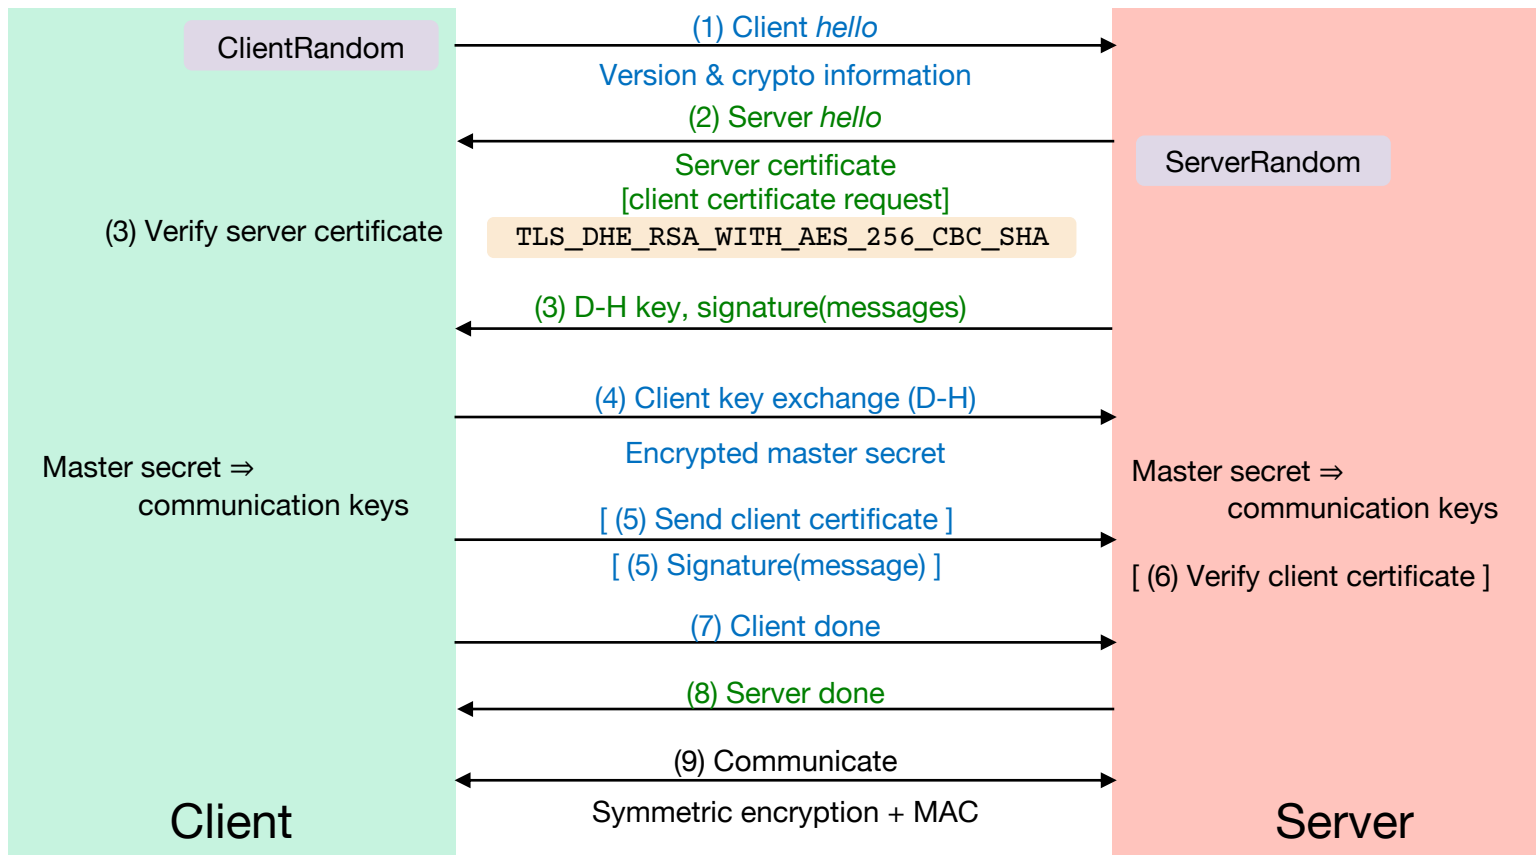 (1) Client hello
ClientRandom
Version & crypto information
(2) Server hello
ServerRandom
Server certificate
[client certificate request]
(3) Verify server certificate
TLS_DHE_RSA_WITH_AES_256_CBC_SHA
(3) D-H key, signature(messages)
(4) Client key exchange (D-H)
Encrypted master secret
Master secret ⇒
communication keys
Master secret ⇒
communication keys
[ (5) Send client certificate ]
[ (5) Signature(message) ]
[ (6) Verify client certificate ]
(7) Client done
(8) Server done
(9) Communicate
Symmetric encryption + MAC
Client
Server